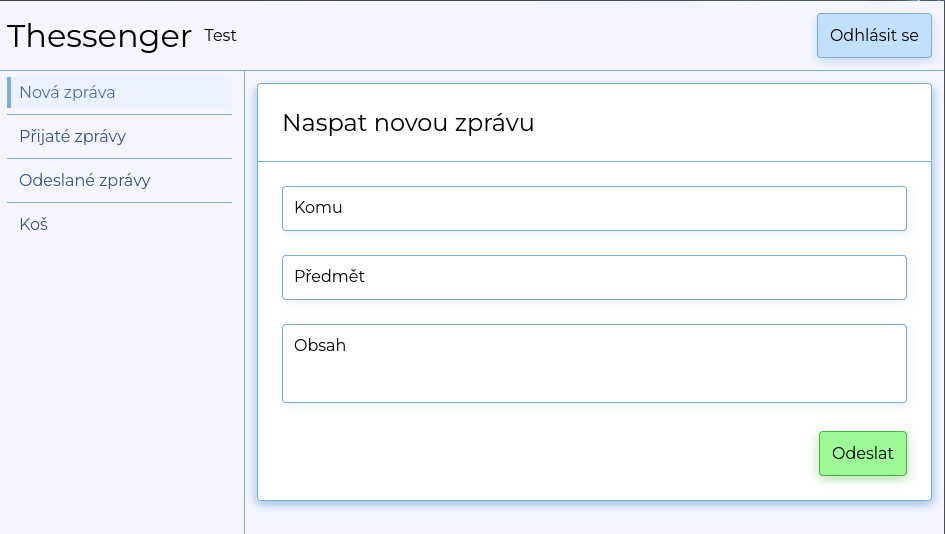 Thessenger Test Odhlásit se
Nová zpráva
Přijaté zprávy
Odeslané zprávy
Koš
Naspat novou zprávu
Komu
Předmět
Obsah
Odeslat